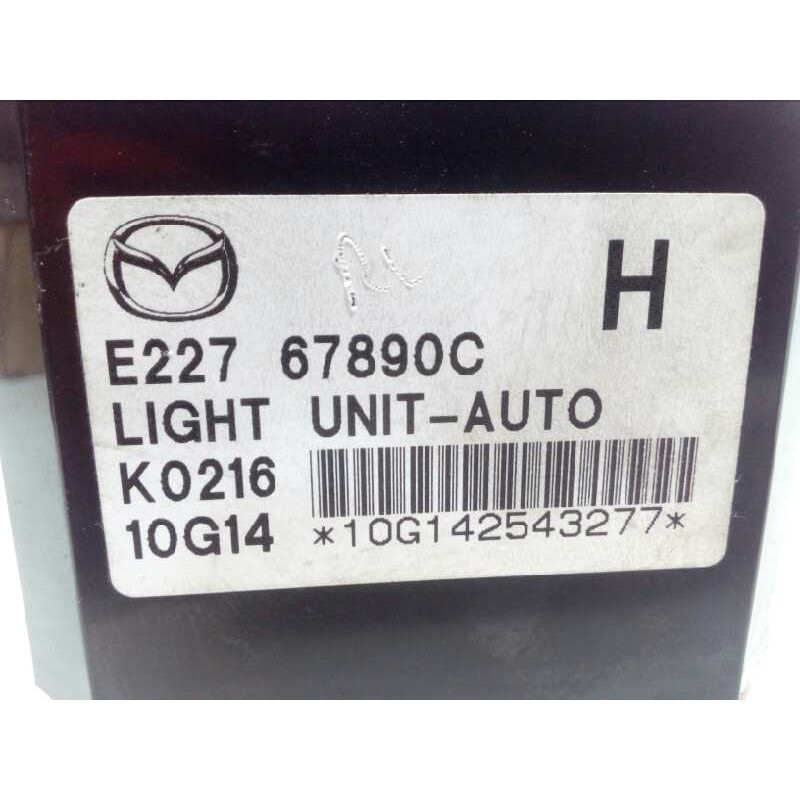 H
E227 67890C
LIGHT UNIT-AUTO
K0216
10G14 *10G142543277*